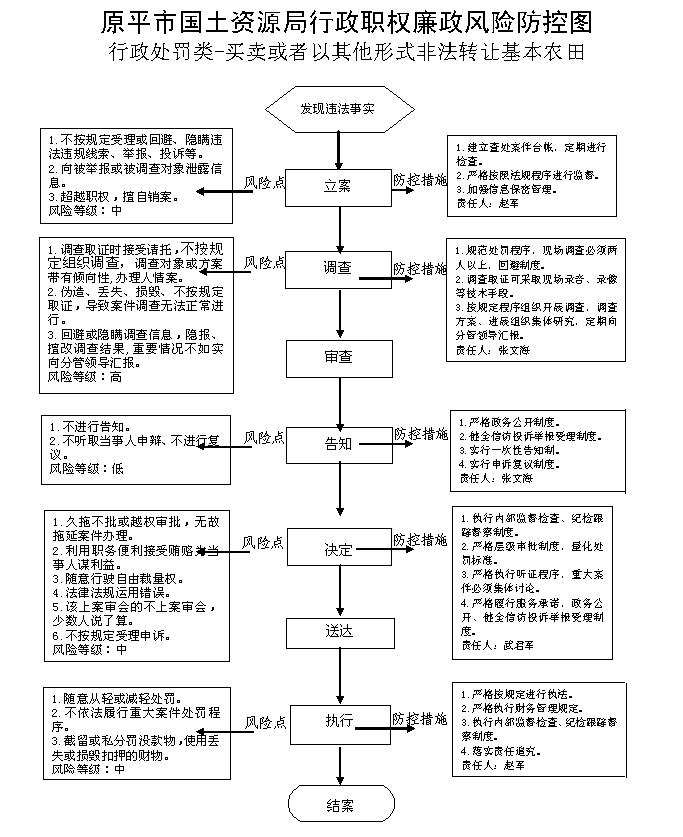 原平市国土资源局行政职权廉政风险防控图
行政处罚类-买卖或者以其他形式非法转让基本农田
发现违法事实
1.不按规定受理或回避、隐瞒违
法违规线索、举报、投诉等。
2.向被举报或被调查对象泄露信
息。
3.超越职权，擅自销案。
风险等级：中
风险点
立案
防控措施
1.建立查处案件台帐，定期进行
检查。
2.严格按照法规程序进行监督。
3.加强信息保密管理。
责任人：赵军
1.调查取证时接受请托，不按规
定组织调查，调查对象或方案
带有倾向性,办理人情案。
2.伪造、丢失、损毁、不按规定
取证，导致案件调查无法正常进
行。
3.回避或隐瞒调查信息，隐报、
擅改调查结果,重要情况不如实
向分管领导汇报。
风险等级：高
风险点
调查
防控措施
1.规范处罚程序，现场调查必须两
人以上，回避制度。
2.调查取证可采取现场录音、录像
等技术手段。
3.按规定程序组织开展调查，调查
方案、进展组织集体研究，定期向
分管领导汇报。
责任人：张文海
审查
1.不进行告知。
2.不听取当事人申辩、不进行复
议。
风险等级：低
风险点
告知
防控措施
1.严格政务公开制度。
2.健全信访投诉举报受理制度。
3.实行一次性告知制。
4.实行申诉复议制度。
责任人：张文海
1.久拖不批或越权审批，无故
拖延案件办理。
2.利用职务便利接受贿赂为当
事人谋利益。
3.随意行驶自由裁量权。
4.法律法规运用错误。
5.该上案审会的不上案审会，
少数人说了算。
6.不按规定受理申诉。
风险等级：中
风险点
决定
防控措施
1.执行内部监督检查、纪检跟
踪督察制度。
2.严格层级审批制度，量化处
罚标准。
3.严格执行听证程序，重大案
件必须集体讨论。
4.严格履行服务承诺，政务公
开、健全信访投诉举报受理制
度。
责任人：武君军
送达
1.随意从轻或减轻处罚。
2.不依法履行重大案件处罚程
序。
3.截留或私分罚没款物,使用丢
失或损毁扣押的财物。
风险等级：中
风险点
执行
防控措施
1.严格按规定进行执法。
2.严格执行财务管理规定。
3.执行内部监督检查、纪检跟踪督
察制度。
4.落实责任追究。
责任人：赵军
结案